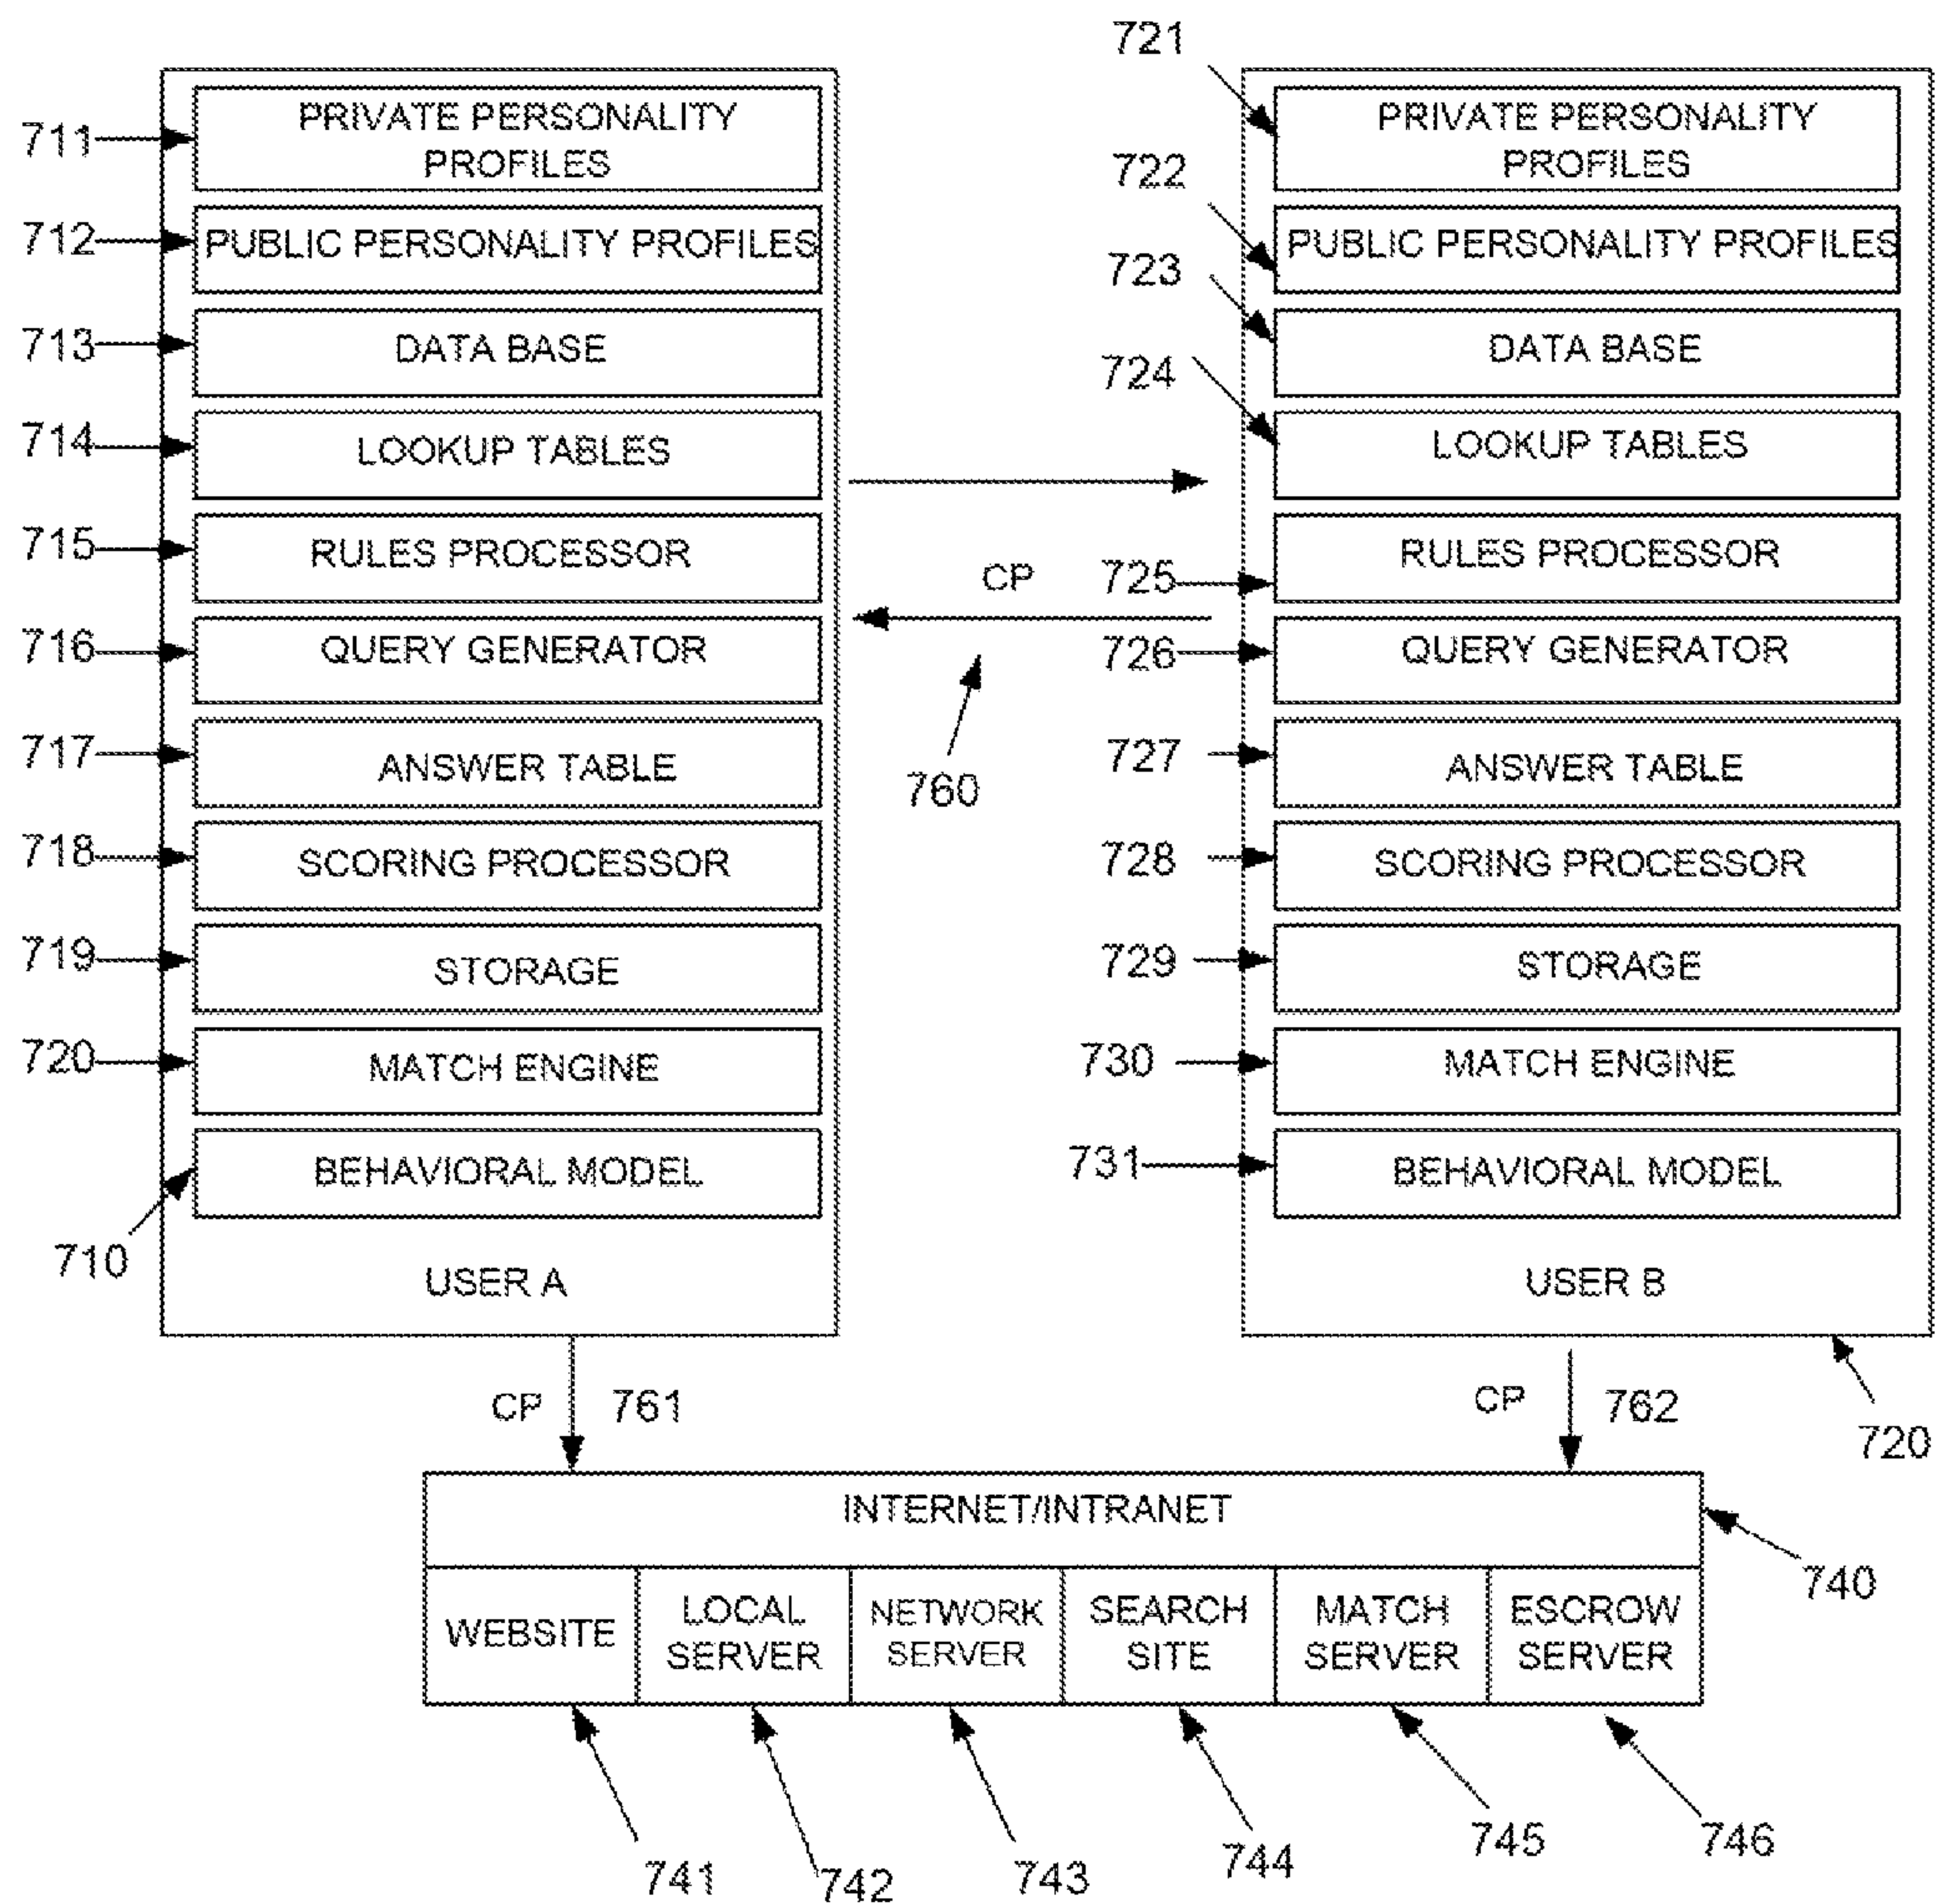 721
PRIVATE PERSONALITY
PROFILES
711
PRIVATE PERSONALITY
PROFILES
722
712
PUBLIC PERSONALITY PROFILES
PUBLIC PERSONALITY PROFILES
723
713
DATA BASE
DATA BASE
724
714
LOOKUP TABLES
LOOKUP TABLES
715
RULES PROCESSOR
CP
725
RULES PROCESSOR
716
QUERY GENERATOR
726
QUERY GENERATOR
717
ANSWER TABLE
760
727
ANSWER TABLE
718
SCORING PROCESSOR
728
SCORING PROCESSOR
719
STORAGE
729
STORAGE
720
MATCH ENGINE
730
MATCH ENGINE
BEHAVIORAL MODEL
731
BEHAVIORAL MODEL
710
USER A
USER B
CP
761
CP
762
720
INTERNET/INTRANET
740
WEBSITE
LOCAL
SERVER
NETWORK
SERVER
SEARCH
SITE
MATCH
SERVER
ESCROW
SERVER
741
742
743
744
745
746